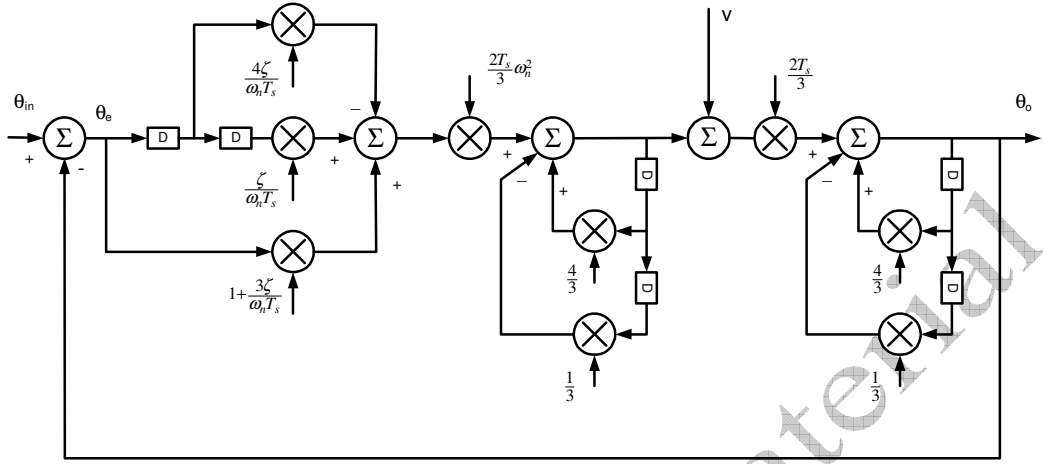 4ζ/ωₙTₛ
2Tₛ/3 ωₙ²
v
2Tₛ/3
θin
θe
θo
Σ
D
D
Σ
Σ
Σ
Σ
+
-
−
+
+
+
−
+
+
−
+
ζ/ωₙTₛ
1+3ζ/ωₙTₛ
D
D
4/3
4/3
D
D
1/3
1/3
terial